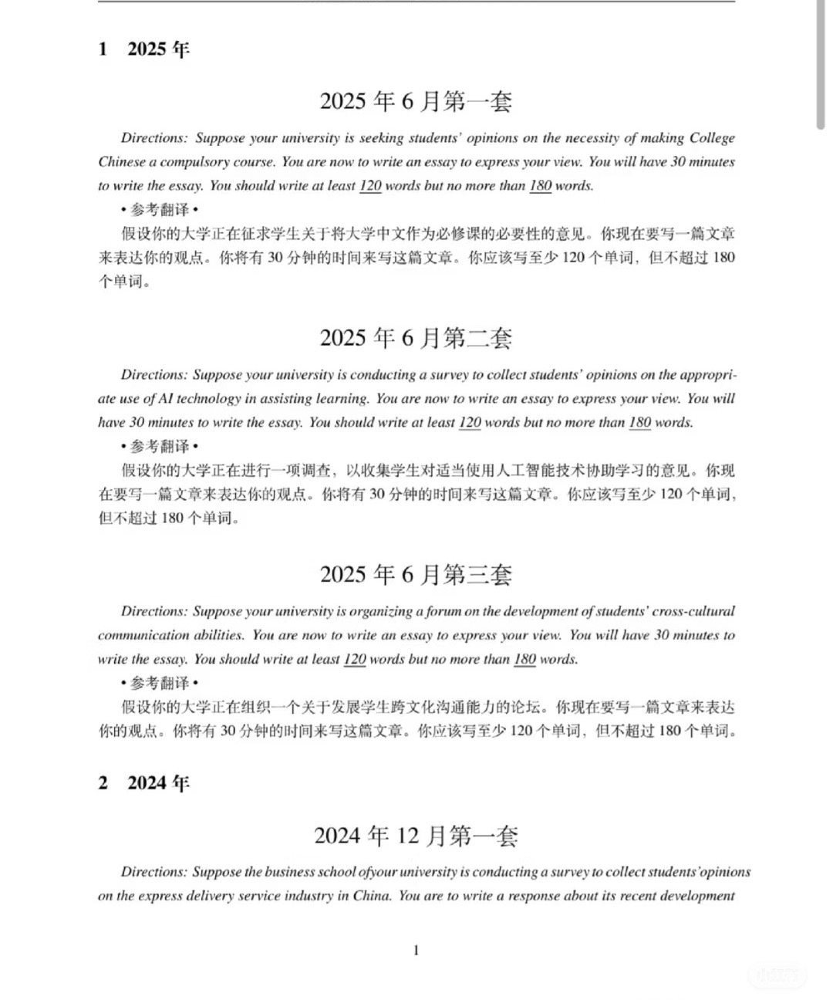 1 2025 年
2025 年 6 月第一套
Directions: Suppose your university is seeking students' opinions on the necessity of making College
Chinese a compulsory course. You are now to write an essay to express your view. You will have 30 minutes
to write the essay. You should write at least 120 words but no more than 180 words.
• 参考翻译 •
假设你的大学正在征求学生关于将大学中文作为必修课的必要性的意见。你现在要写一篇文章
来表达你的观点。你将有 30 分钟的时间来写这篇文章。你应该写至少 120 个单词，但不超过 180
个单词。
2025 年 6 月第二套
Directions: Suppose your university is conducting a survey to collect students' opinions on the appropri-
ate use of AI technology in assisting learning. You are now to write an essay to express your view. You will
have 30 minutes to write the essay. You should write at least 120 words but no more than 180 words.
• 参考翻译 •
假设你的大学正在进行一项调查，以收集学生对适当使用人工智能技术协助学习的意见。你现
在要写一篇文章来表达你的观点。你将有 30 分钟的时间来写这篇文章。你应该写至少 120 个单词，
但不超过 180 个单词。
2025 年 6 月第三套
Directions: Suppose your university is organizing a forum on the development of students' cross-cultural
communication abilities. You are now to write an essay to express your view. You will have 30 minutes to
write the essay. You should write at least 120 words but no more than 180 words.
• 参考翻译 •
假设你的大学正在组织一个关于发展学生跨文化沟通能力的论坛。你现在要写一篇文章来表达
你的观点。你将有 30 分钟的时间来写这篇文章。你应该写至少 120 个单词，但不超过 180 个单词。
2 2024 年
2024 年 12 月第一套
Directions: Suppose the business school ofyour university is conducting a survey to collect students'opinions
on the express delivery service industry in China. You are to write a response about its recent development
1